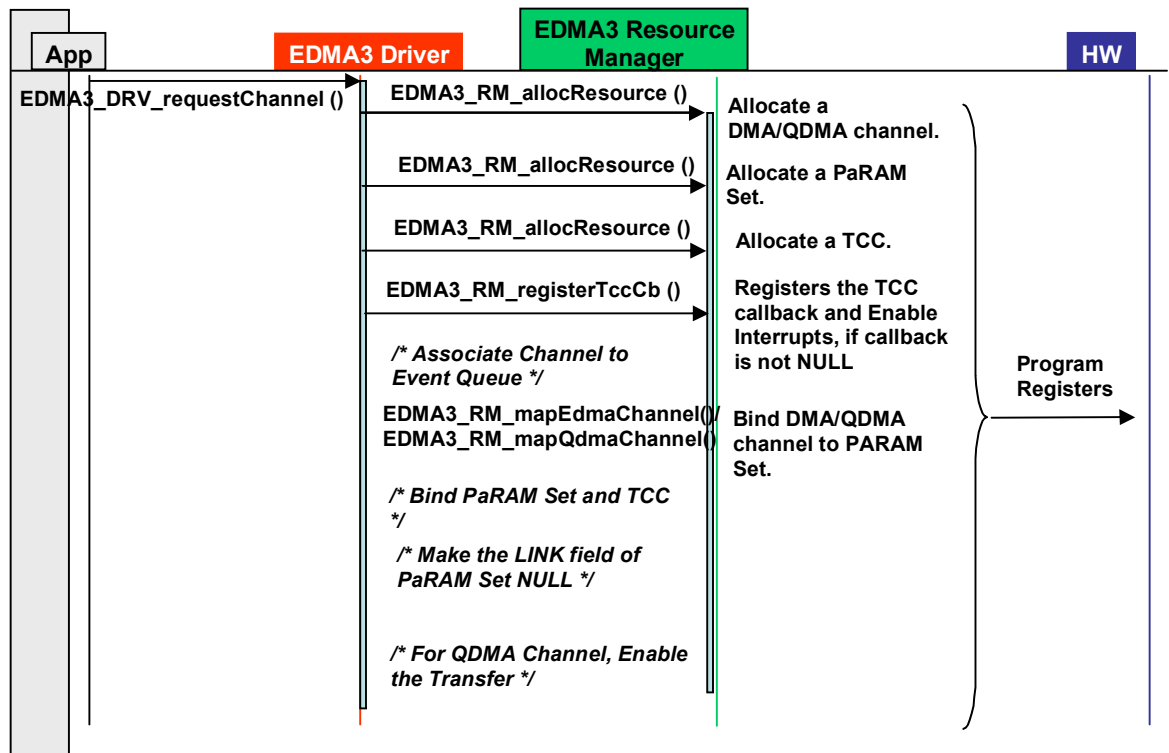 App
EDMA3 Driver
EDMA3 Resource
Manager
HW
EDMA3_DRV_requestChannel ()
EDMA3_RM_allocResource ()
Allocate a
DMA/QDMA channel.
EDMA3_RM_allocResource ()
Allocate a PaRAM
Set.
EDMA3_RM_allocResource ()
Allocate a TCC.
EDMA3_RM_registerTccCb ()
Registers the TCC
callback and Enable
Interrupts, if callback
is not NULL
/* Associate Channel to
Event Queue */
Program
Registers
EDMA3_RM_mapEdmaChannel()/
EDMA3_RM_mapQdmaChannel()
Bind DMA/QDMA
channel to PARAM
Set.
/* Bind PaRAM Set and TCC
*/
/* Make the LINK field of
PaRAM Set NULL */
/* For QDMA Channel, Enable
the Transfer */